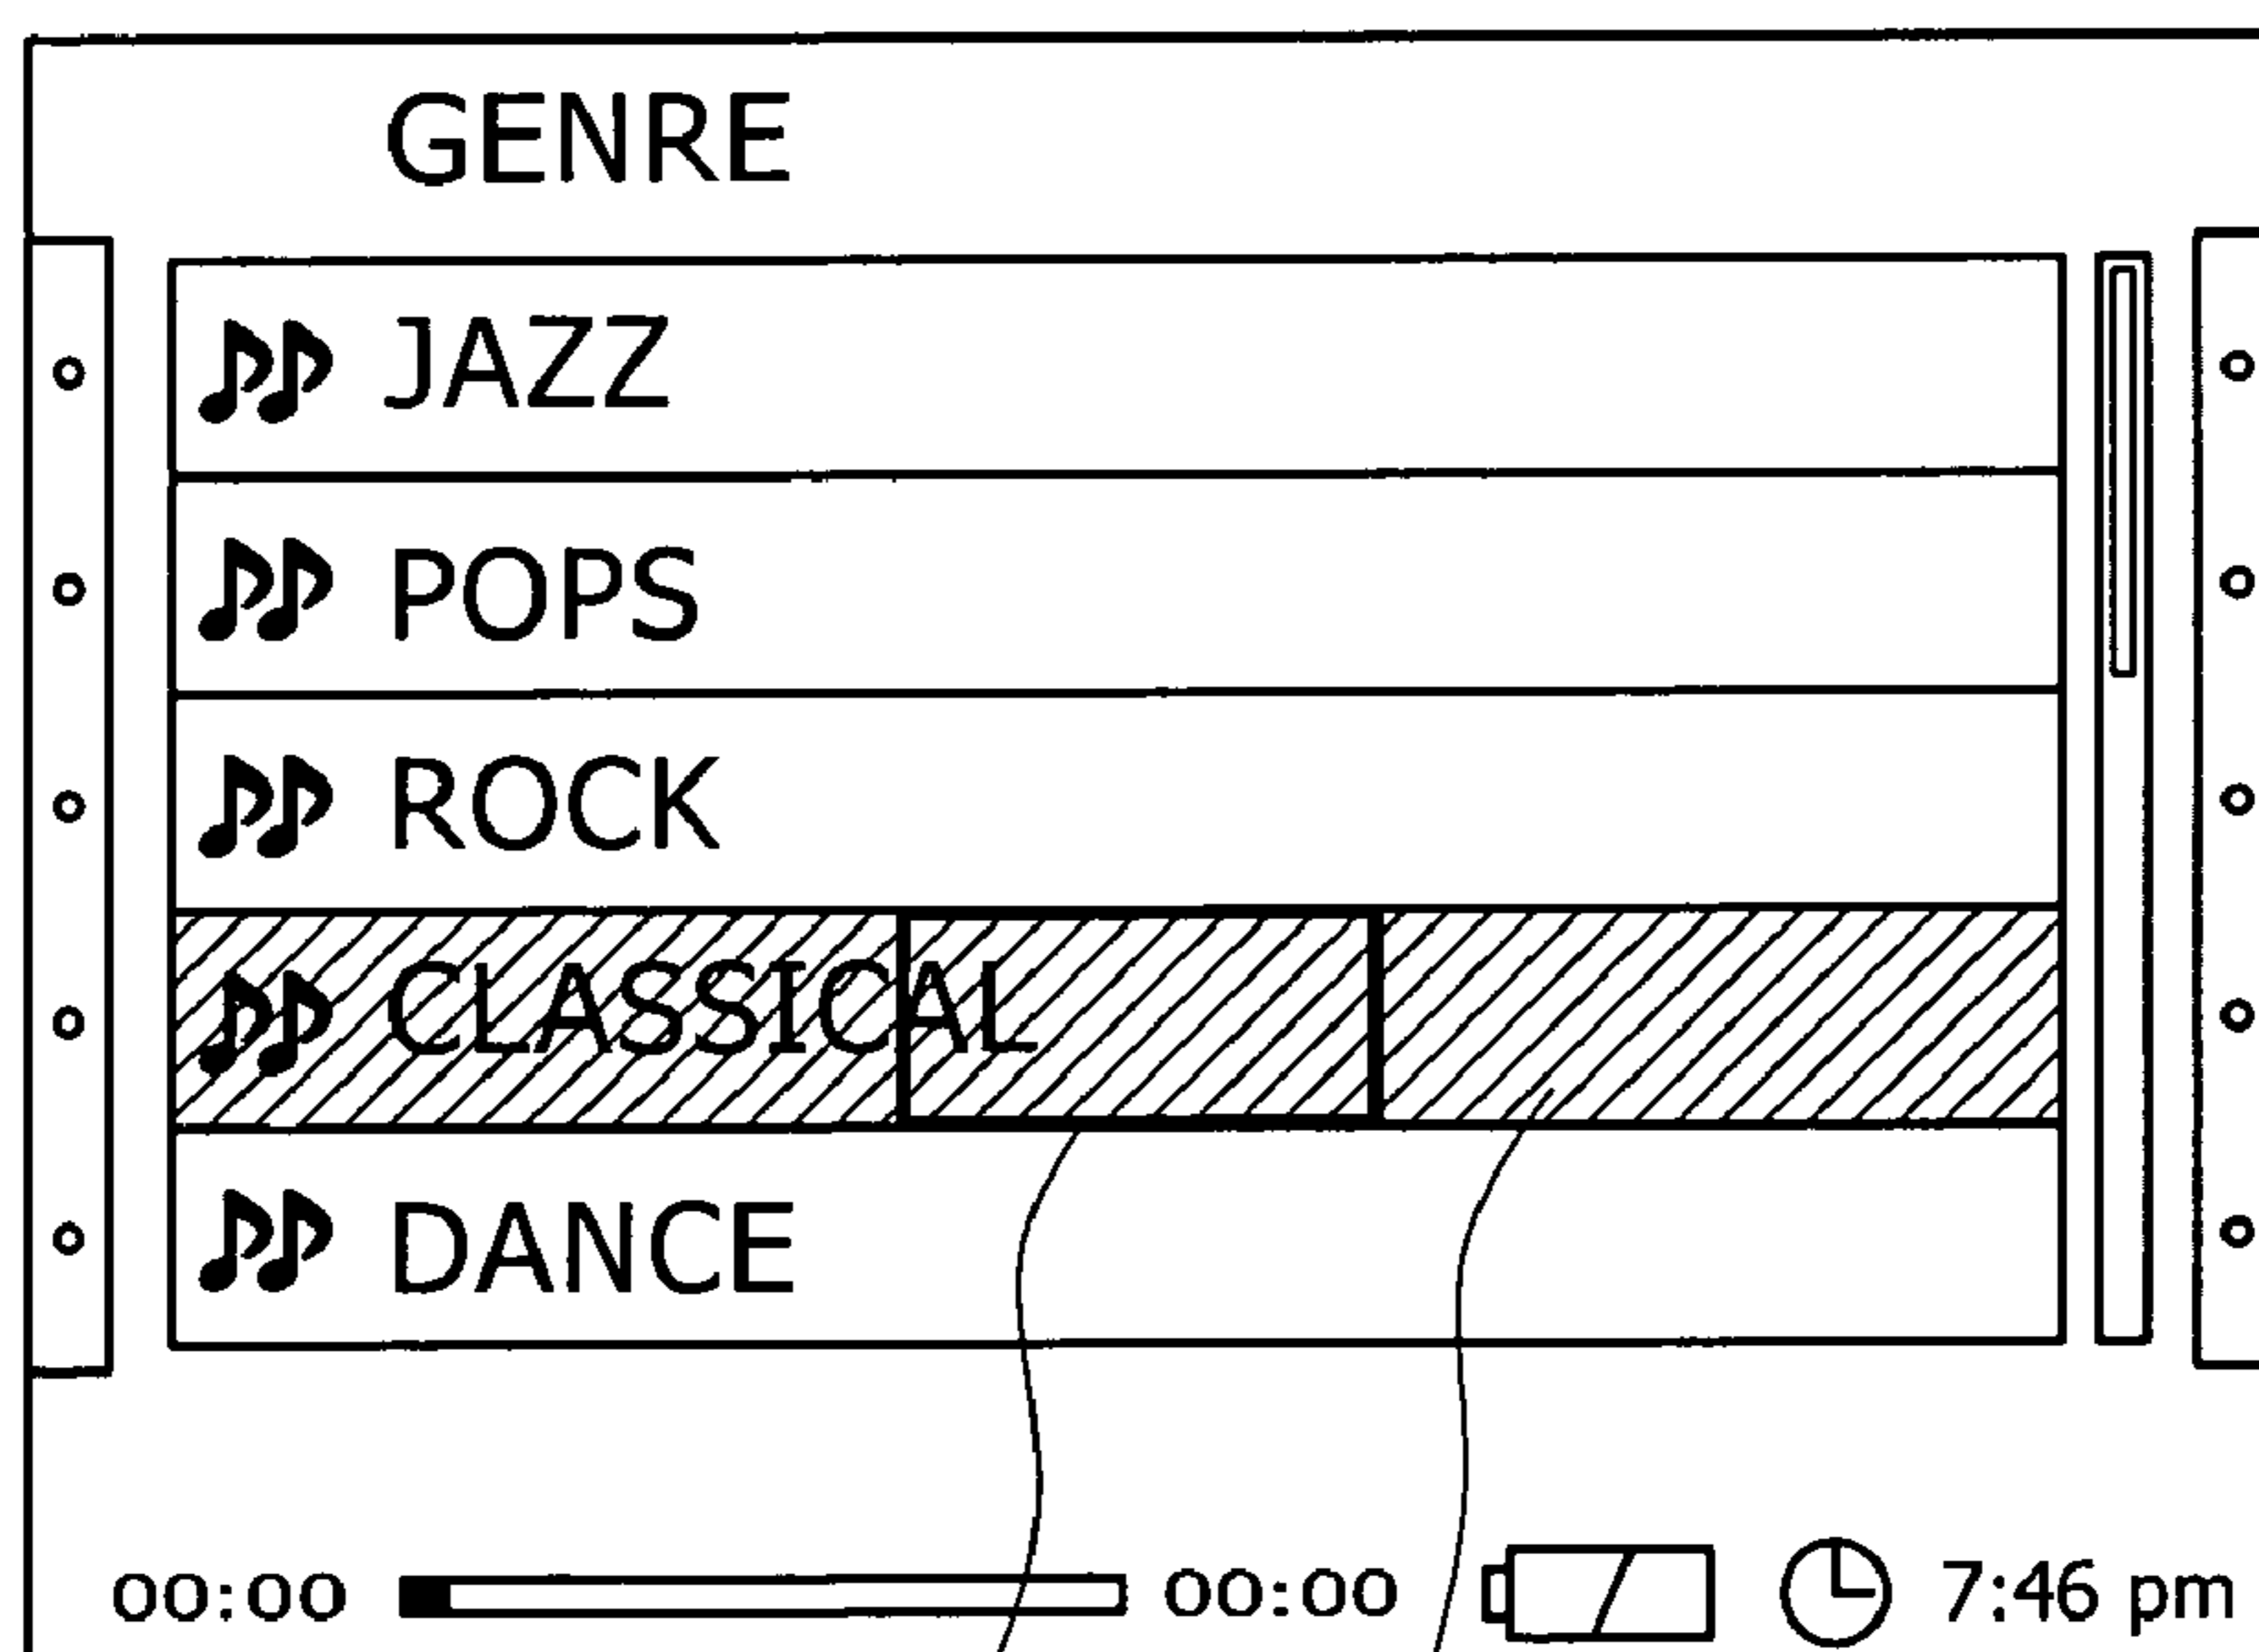 GENRE
JAZZ
POPS
ROCK
CLASSICAL
DANCE
00:00 00:00 7:46 pm